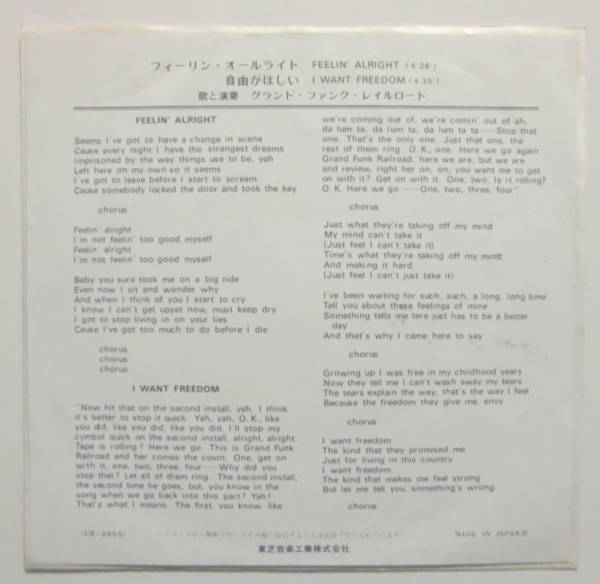 フィーリン・オールライト FEELIN' ALRIGHT (4'26")
自由がほしい I WANT FREEDOM (4'35")
歌と演奏 グランド・ファンク・レイルロード
FEELIN' ALRIGHT
Seems I've got to have a change in scene
Cause every night I have the strangest dreams
Imprisoned by the way things use to be, yah
Left here on my own so it seems
I've got to leave before I start to scream
Cause somebody locked the door and took the key
chorus
Feelin' alright
I'm not feelin' too good myself
Feelin' alright
I'm not feelin' too good myself
Baby you sure took me on a big ride
Even now I sit and wonder why
And when I think of you I start to cry
I know I can't get upset now, must keep dry
I got to stop living in on your lies
Cause I've got too much to do before I die
chorus
chorus
chorus
I WANT FREEDOM
"Now hit that on the second install, yah. I think
it's better to stop it quick. Yah, yah, O.K., like
you did, like you did, like you did, I'll stop my
cymbol quick on the second install, alright, alright.
Tape is rolling? Here we go. This is Grand Funk
Railroad and her comes the count. One, get on
with it, one, two, three, four──Why did you
stop that? Let all of them ring. The second install,
the second time he goes, but, you know in the
song when we go back into this part? Yah!
That's what I means. The first, you know, like
we're coming out of, we're comin' out of ah,
da lum ta, da lum ta, da lum ta ta──Stop that
one. That's the only one. Just that one, the
rest of them ring. O.K., one. Here we go again
Grand Funk Railroad, here we are, but we are
and review, right her on, on, you want me to get
on with it? Get on with it. One, two, Is it rolling?
O.K. Here we go──One, two, three, four"
chorus
Just what they're taking off my mind
My mind can't take it
(Just feel I can't take it)
Time's what they're taking off my mind
And making it hard
(Just feel I can't just take it)
I've been waiting for such, such a long, long time
Tell you about these feelings of mine
Something tells me tere just has to be a better
day
And that's why I came here to say
chorus
Growing up I was free in my childhood years
Now they tell me I can't wash away my tears
The tears explain the way, that's the way I feel
Because the freedom they give me, envy
chorus
I want freedom
The kind that they promised me
Just for living in this country
I want freedom
The kind that makes me feel strong
But let me tell you, something's wrong
chorus
MADE IN JAPAN
東芝音楽工業株式会社